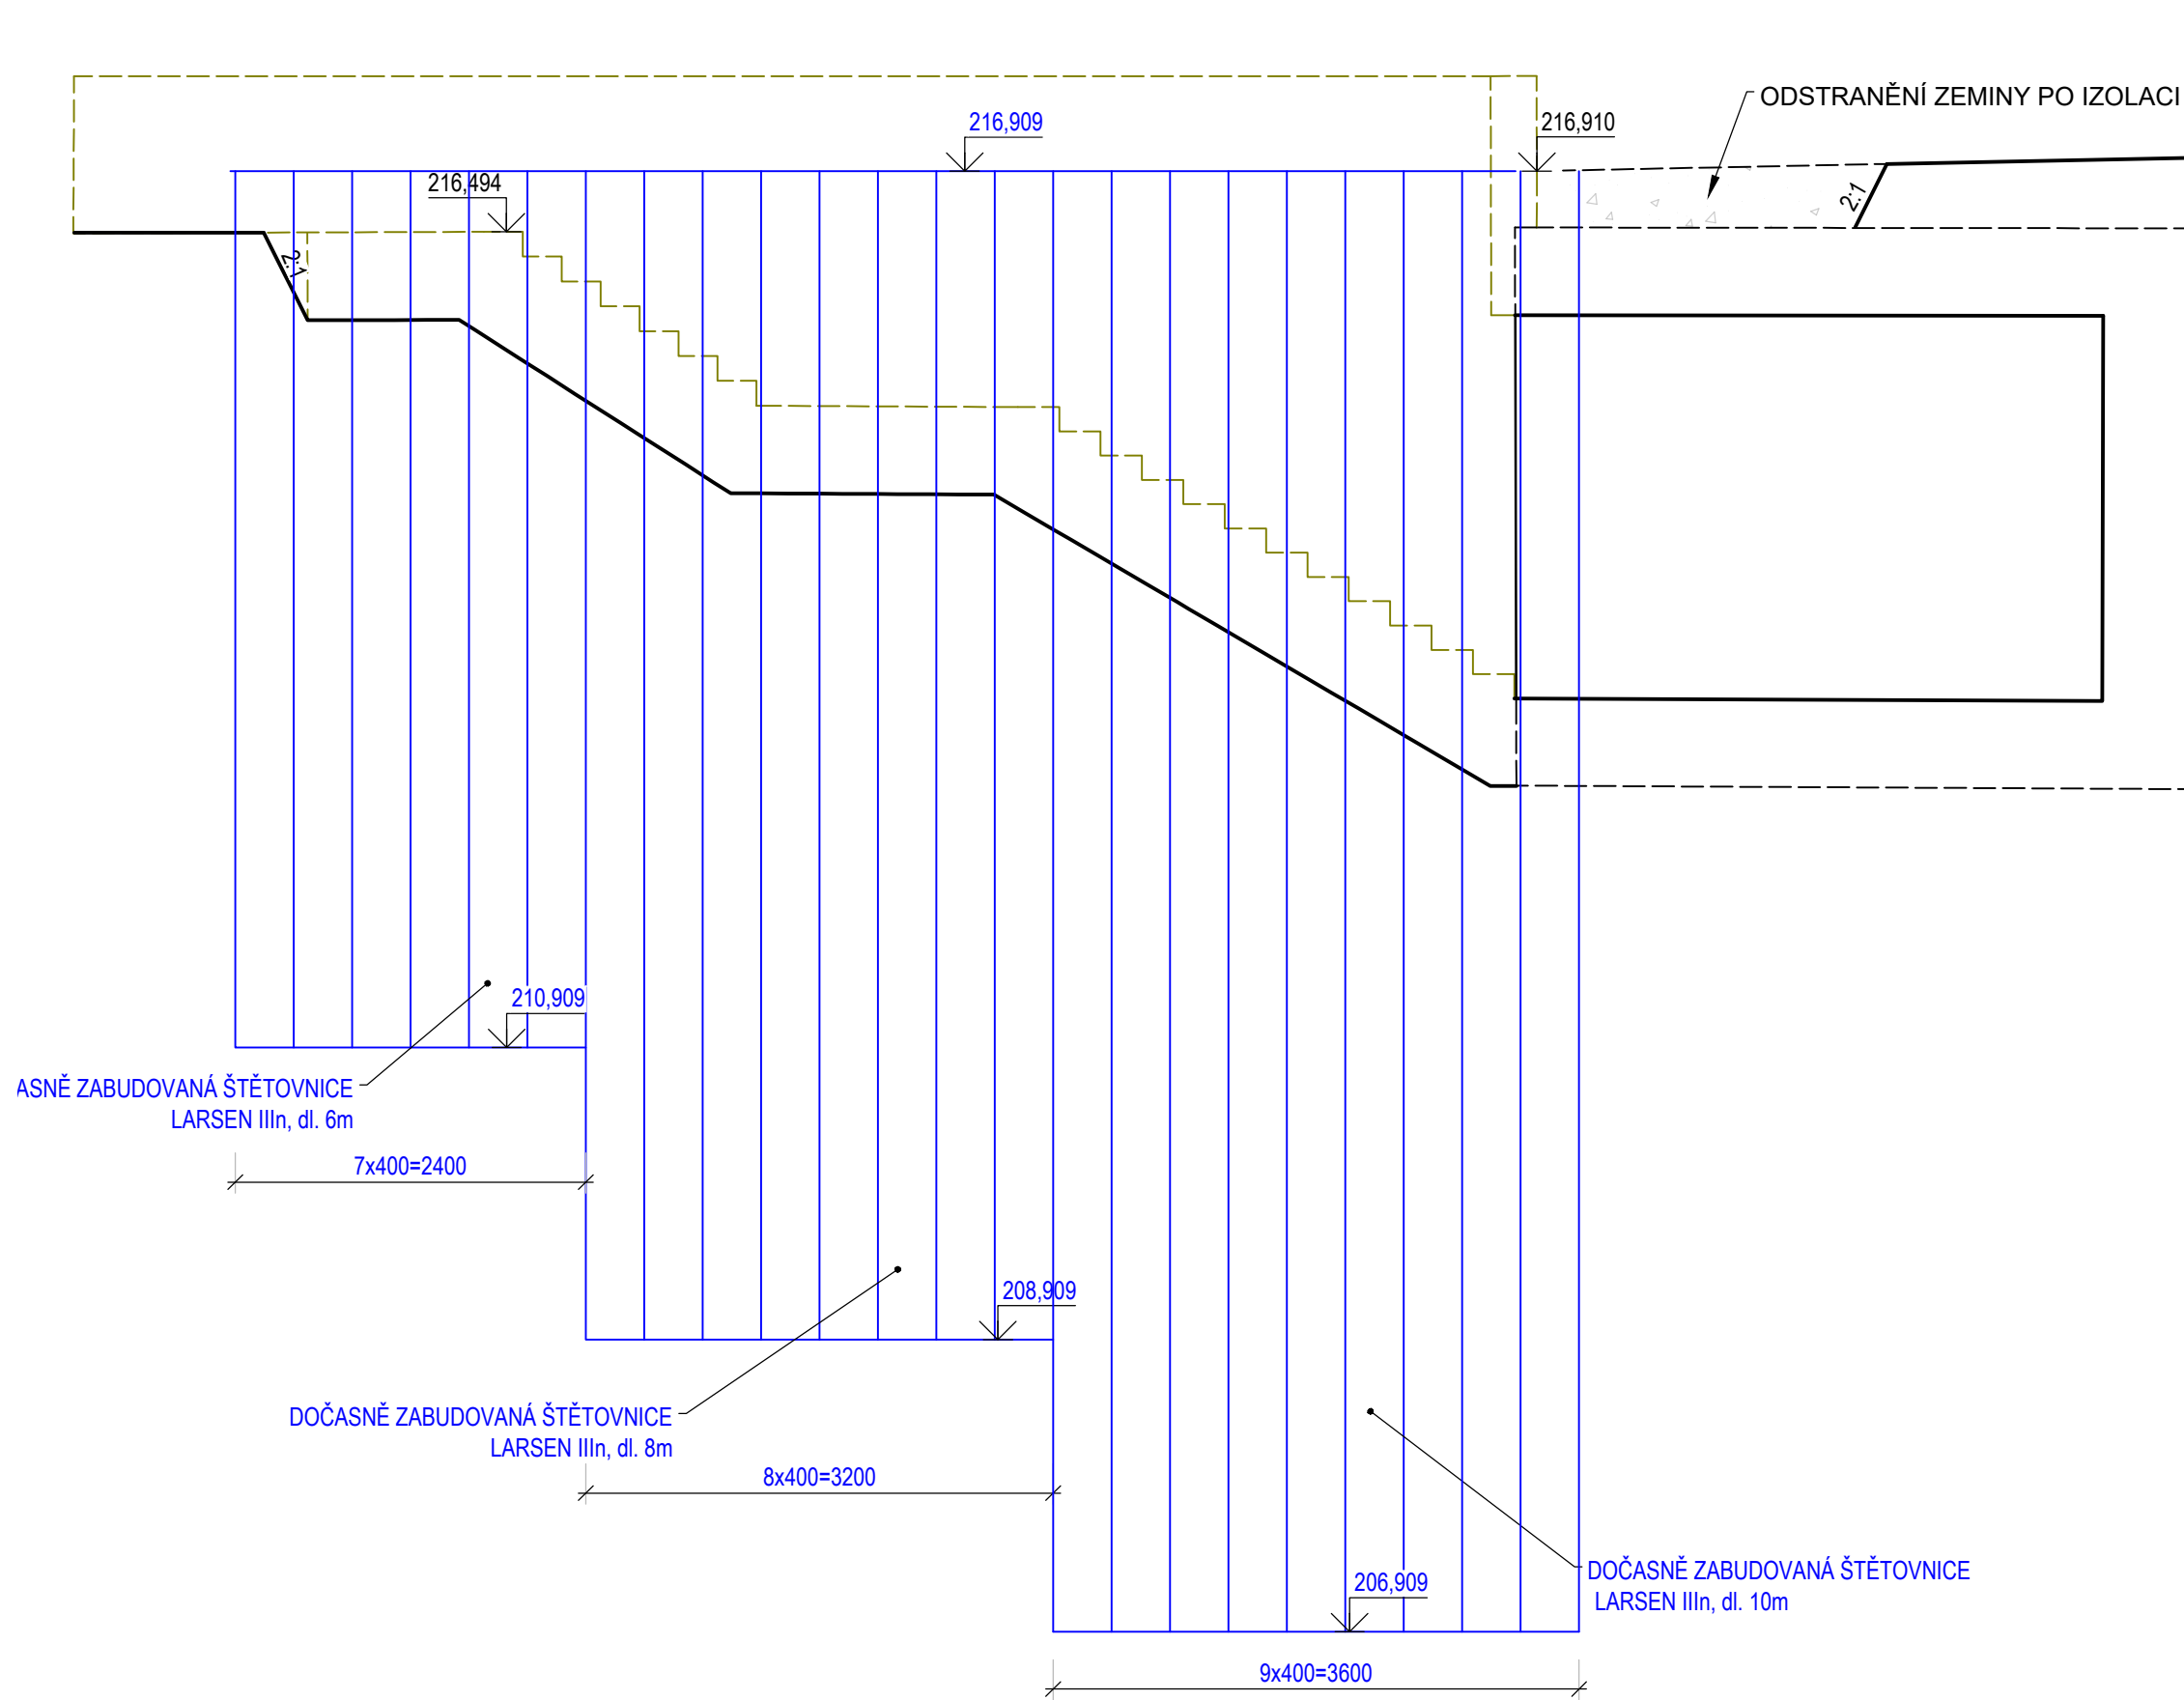 ODSTRANĚNÍ ZEMINY PO IZOLACI
216,909
216,910
216,494
2:1
2:1
210,909
ASNĚ ZABUDOVANÁ ŠTĚTOVNICE
LARSEN IIIn, dl. 6m
7x400=2400
208,909
DOČASNĚ ZABUDOVANÁ ŠTĚTOVNICE
LARSEN IIIn, dl. 8m
8x400=3200
206,909
DOČASNĚ ZABUDOVANÁ ŠTĚTOVNICE
LARSEN IIIn, dl. 10m
9x400=3600